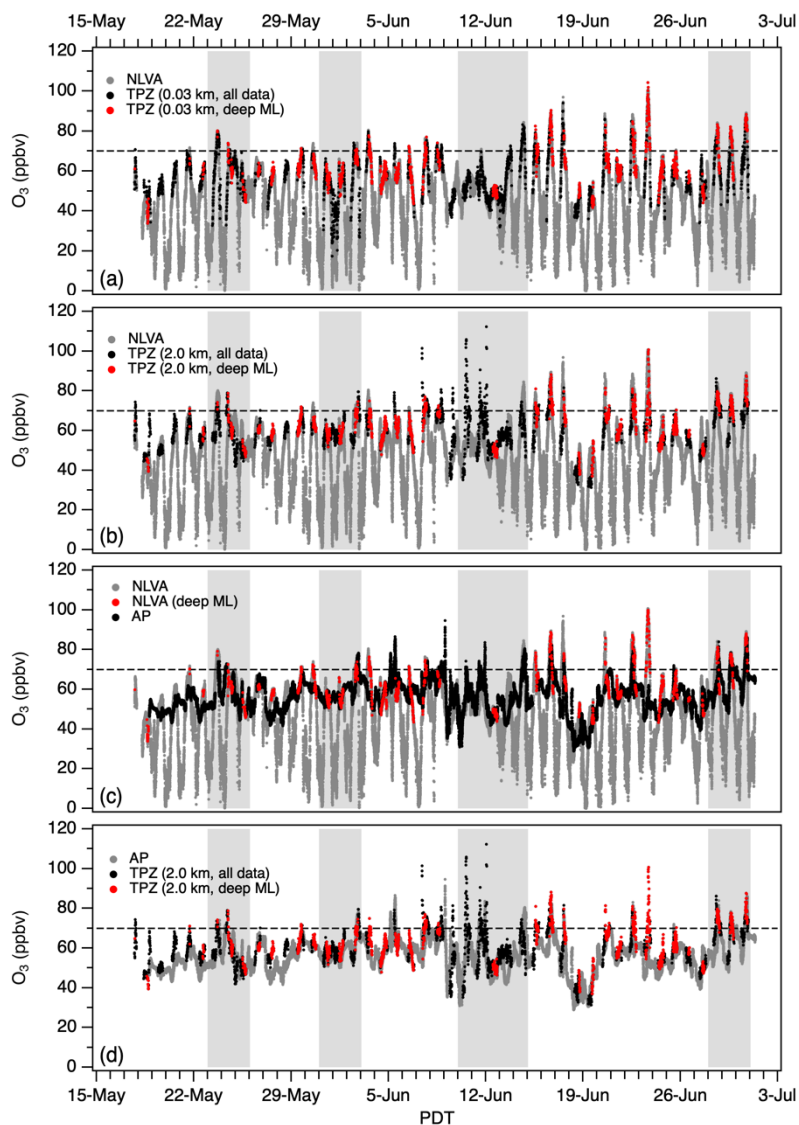 15-May 22-May 29-May 5-Jun 12-Jun 19-Jun 26-Jun 3-Jul
120
100
80
60
40
20
0
O3 (ppbv)
NLVA
TPZ (0.03 km, all data)
TPZ (0.03 km, deep ML)
(a)
120
100
80
60
40
20
0
O3 (ppbv)
NLVA
TPZ (2.0 km, all data)
TPZ (2.0 km, deep ML)
(b)
120
100
80
60
40
20
0
O3 (ppbv)
NLVA
NLVA (deep ML)
AP
(c)
120
100
80
60
40
20
0
O3 (ppbv)
AP
TPZ (2.0 km, all data)
TPZ (2.0 km, deep ML)
(d)
15-May 22-May 29-May 5-Jun 12-Jun 19-Jun 26-Jun 3-Jul
PDT